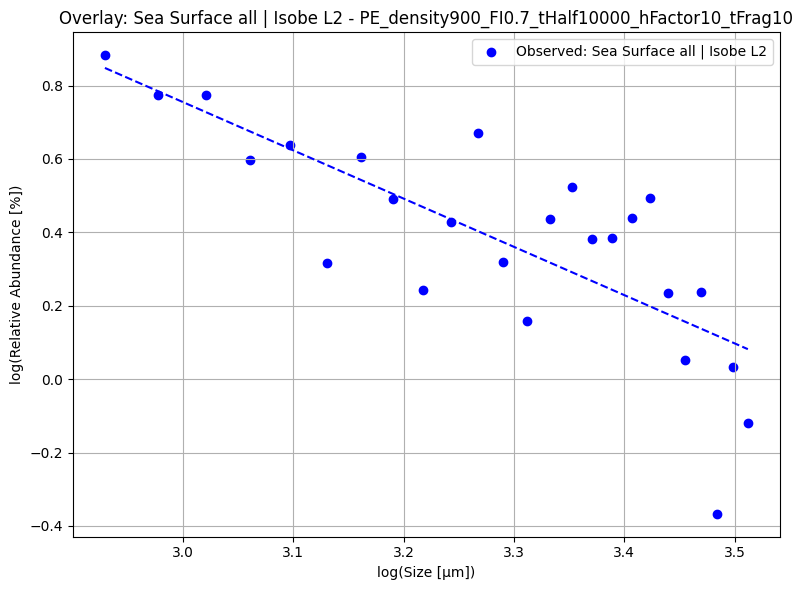 Overlay: Sea Surface all | Isobe L2 - PE_density900_FI0.7_tHalf10000_hFactor10_tFrag10
Observed: Sea Surface all | Isobe L2
log(Relative Abundance [%])
0.8
0.6
0.4
0.2
0.0
−0.2
−0.4
3.0 3.1 3.2 3.3 3.4 3.5
log(Size [μm])